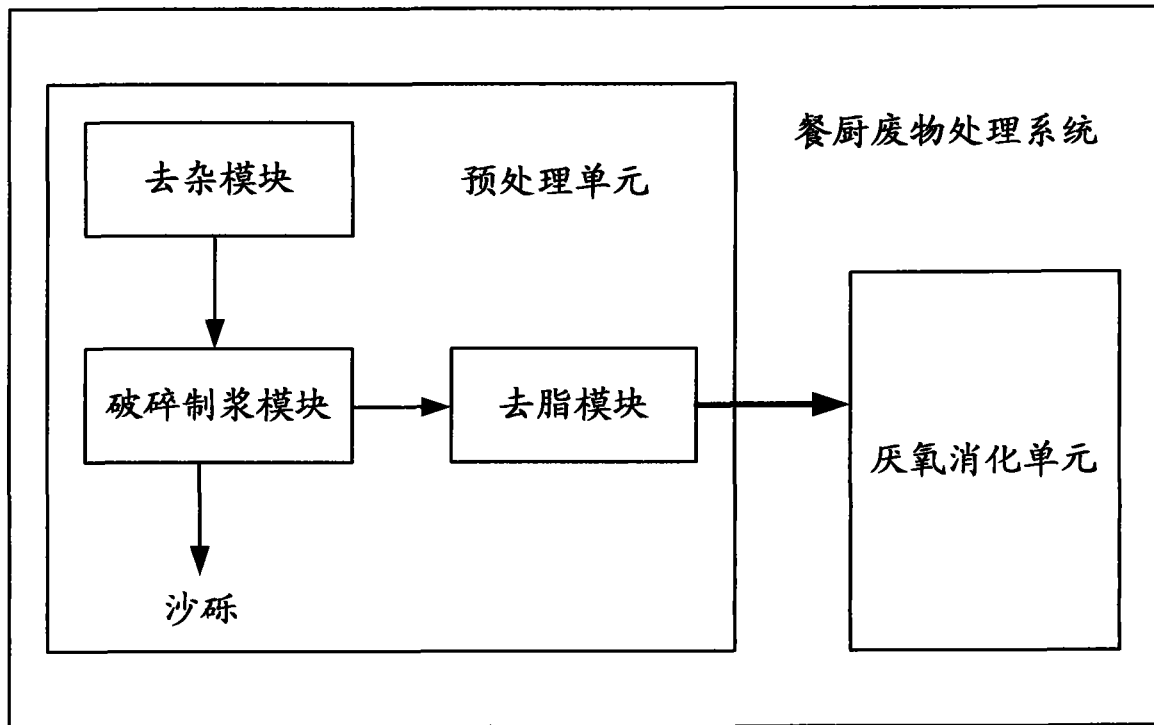 餐厨废物处理系统
预处理单元
去杂模块
破碎制浆模块
去脂模块
厌氧消化单元
沙砾